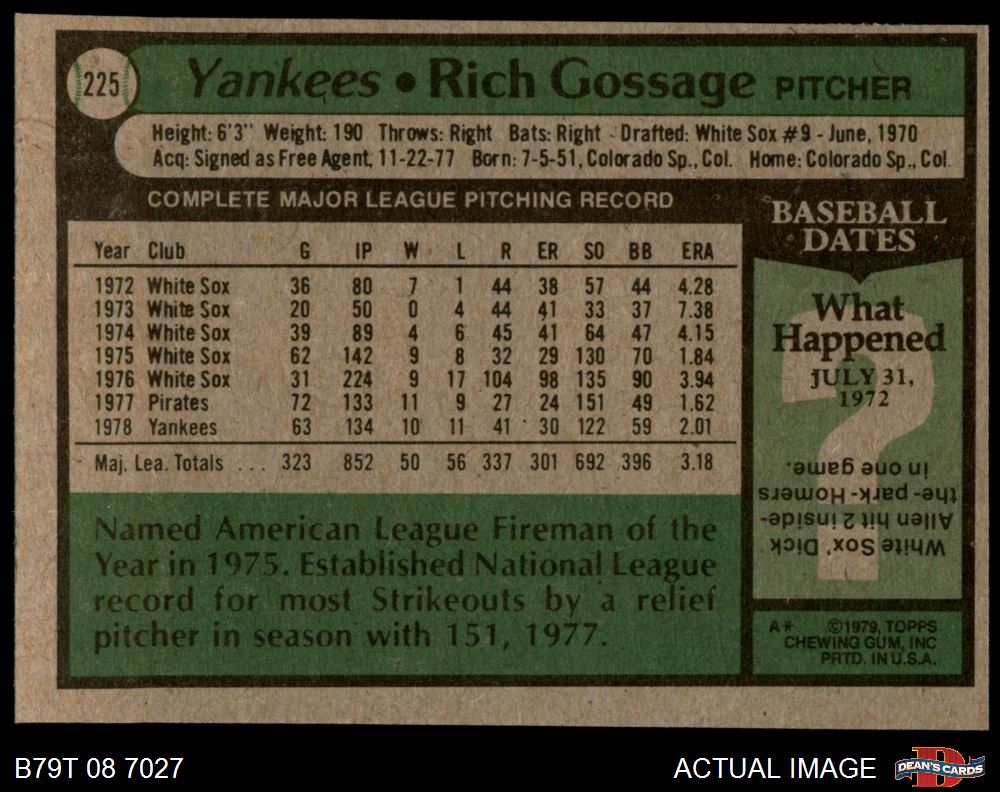 225 Yankees • Rich Gossage PITCHER
Height: 6'3" Weight: 190 Throws: Right Bats: Right Drafted: White Sox #9 - June, 1970
Acq: Signed as Free Agent, 11-22-77 Born: 7-5-51, Colorado Sp., Col. Home: Colorado Sp., Col.
COMPLETE MAJOR LEAGUE PITCHING RECORD
Year Club G IP W L R ER SO BB ERA
1972 White Sox 36 80 7 1 44 38 57 44 4.28
1973 White Sox 20 50 0 4 44 41 33 37 7.38
1974 White Sox 39 89 4 6 45 41 64 47 4.15
1975 White Sox 62 142 9 8 32 29 130 70 1.84
1976 White Sox 31 224 9 17 104 98 135 90 3.94
1977 Pirates 72 133 11 9 27 24 151 49 1.62
1978 Yankees 63 134 10 11 41 30 122 59 2.01
Maj. Lea. Totals ... 323 852 50 56 337 301 692 396 3.18
Named American League Fireman of the
Year in 1975. Established National League
record for most Strikeouts by a relief
pitcher in season with 151, 1977.
BASEBALL
DATES
What
Happened
JULY 31,
1972
?
White Sox' Dick
Allen hit 2 inside-
the-park-Homers
in one game.
A* ©1979, TOPPS
CHEWING GUM, INC
PRTD. IN U.S.A.
B79T 08 7027
ACTUAL IMAGE
D
DEAN'S CARDS